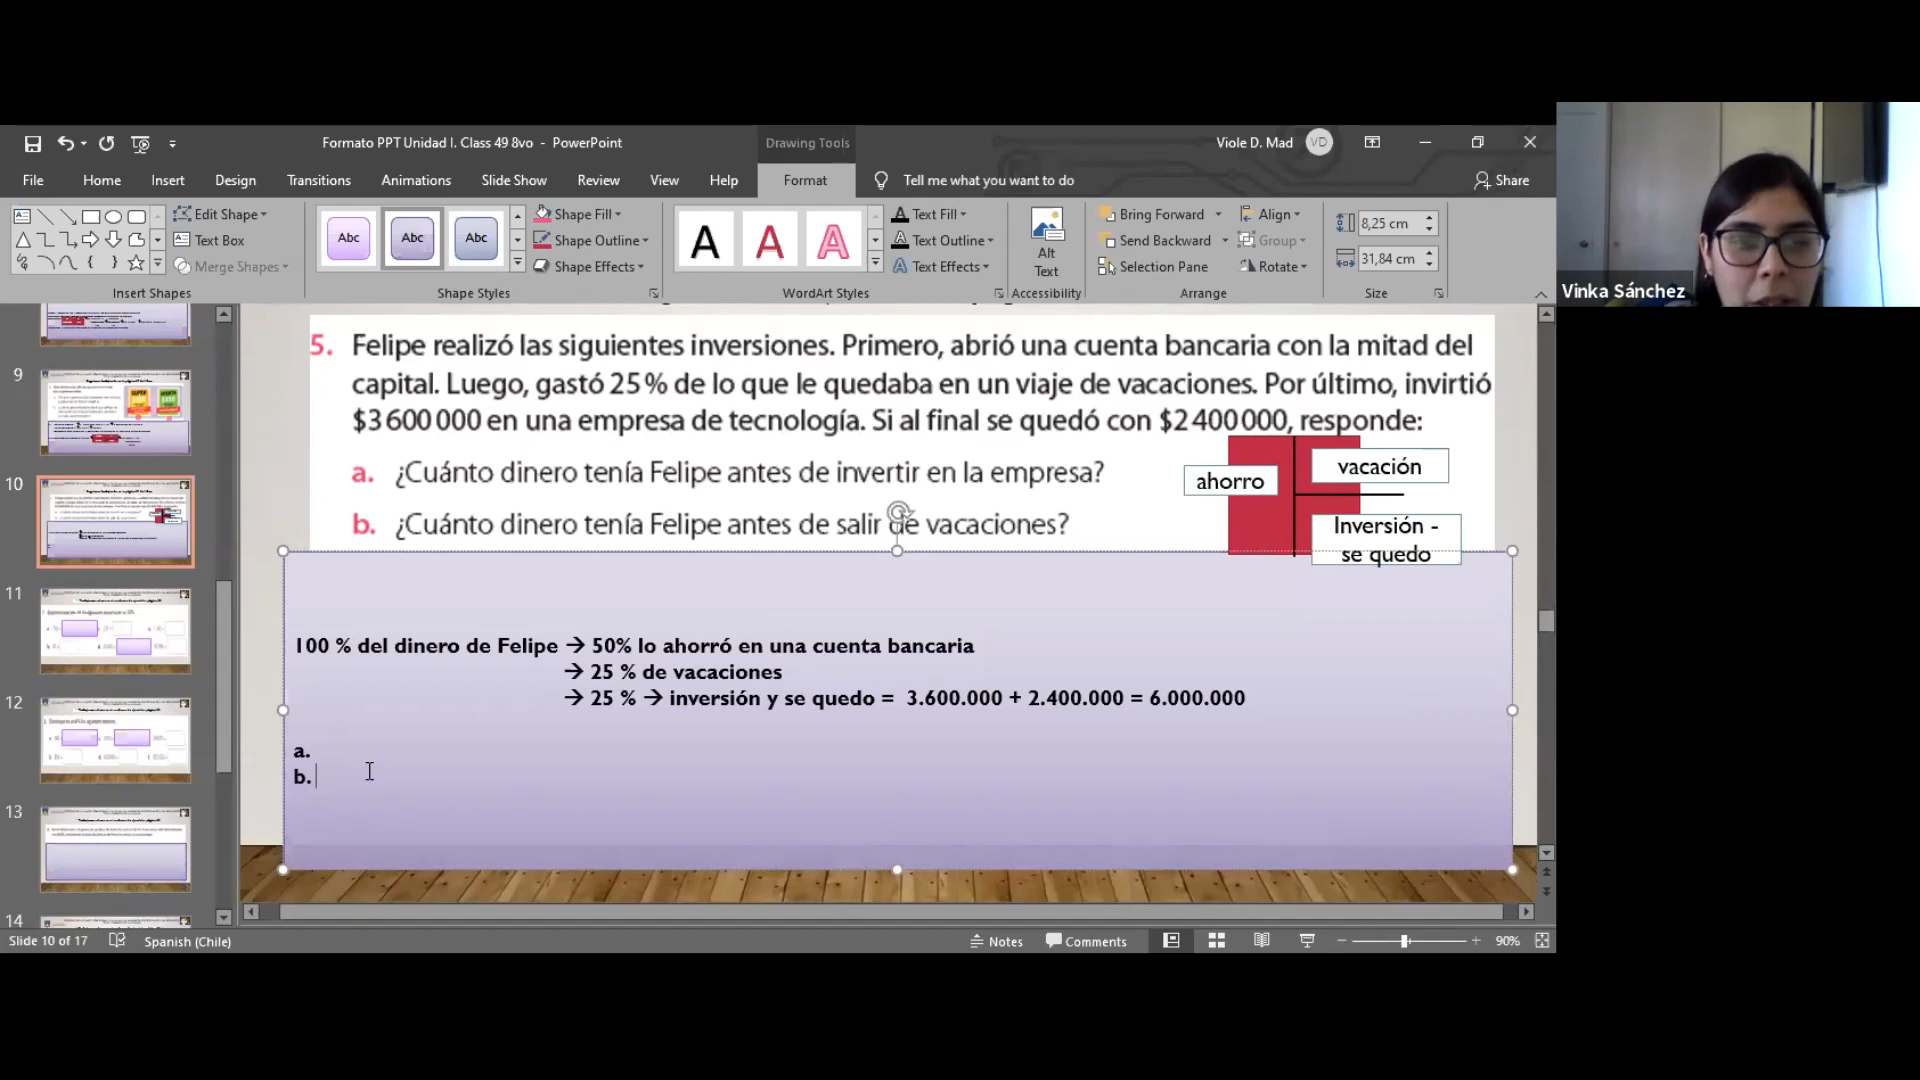 Formato PPT Unidad I. Class 49 8vo - PowerPoint
Drawing Tools
Viole D. Mad
VD
File Home Insert Design Transitions Animations Slide Show Review View Help Format Tell me what you want to do Share
Abc Abc Abc
Edit Shape
Text Box
Merge Shapes
Shape Fill
Shape Outline
Shape Effects
A A A
Text Fill
Text Outline
Text Effects
Alt
Text
Bring Forward
Send Backward
Selection Pane
Align
Group
Rotate
8,25 cm
31,84 cm
Insert Shapes
Shape Styles
WordArt Styles
Accessibility
Arrange
Size
Vinka Sánchez
9
10
11
12
13
14
5. Felipe realizó las siguientes inversiones. Primero, abrió una cuenta bancaria con la mitad del
capital. Luego, gastó 25% de lo que le quedaba en un viaje de vacaciones. Por último, invirtió
$3 600 000 en una empresa de tecnología. Si al final se quedó con $2 400 000, responde:
a. ¿Cuánto dinero tenía Felipe antes de invertir en la empresa?
b. ¿Cuánto dinero tenía Felipe antes de salir de vacaciones?
ahorro
vacación
Inversión -
se quedo
100 % del dinero de Felipe → 50% lo ahorró en una cuenta bancaria
→ 25 % de vacaciones
→ 25 % → inversión y se quedo = 3.600.000 + 2.400.000 = 6.000.000
a.
b.
Slide 10 of 17
Spanish (Chile)
Notes
Comments
90%